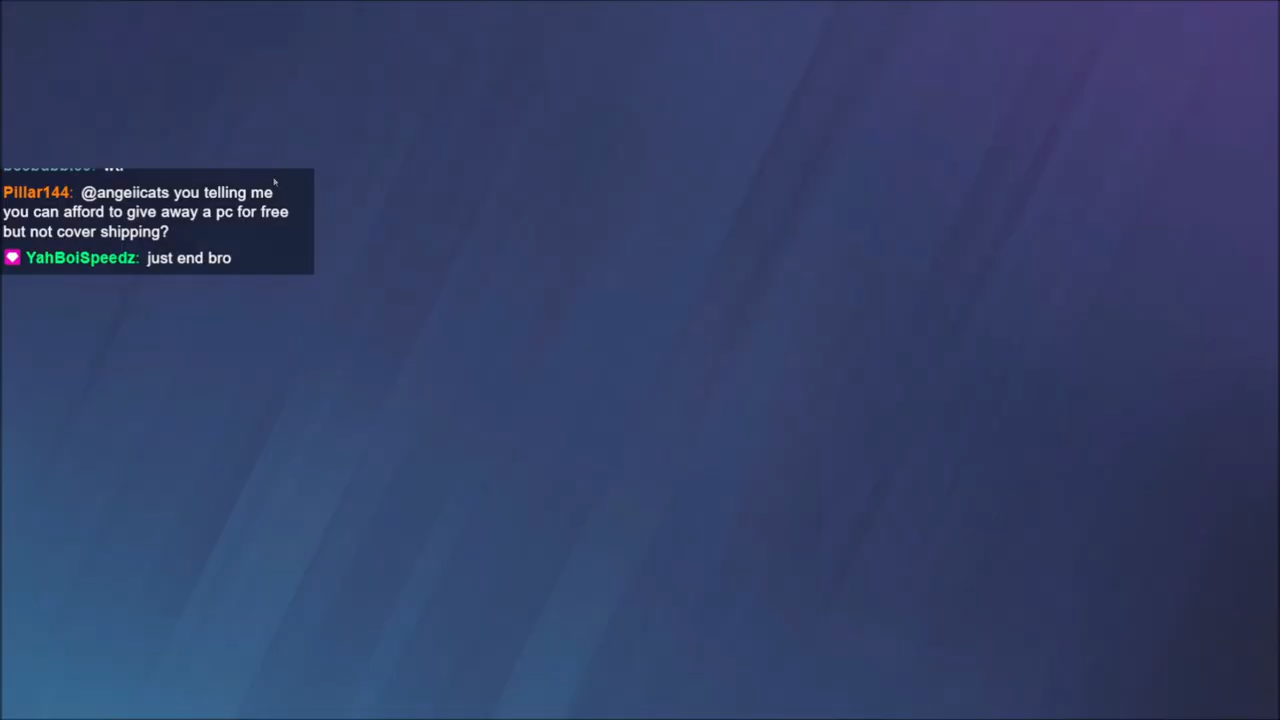 Pillar144: @angeiicats you telling me
you can afford to give away a pc for free
but not cover shipping?
YahBoiSpeedz: just end bro